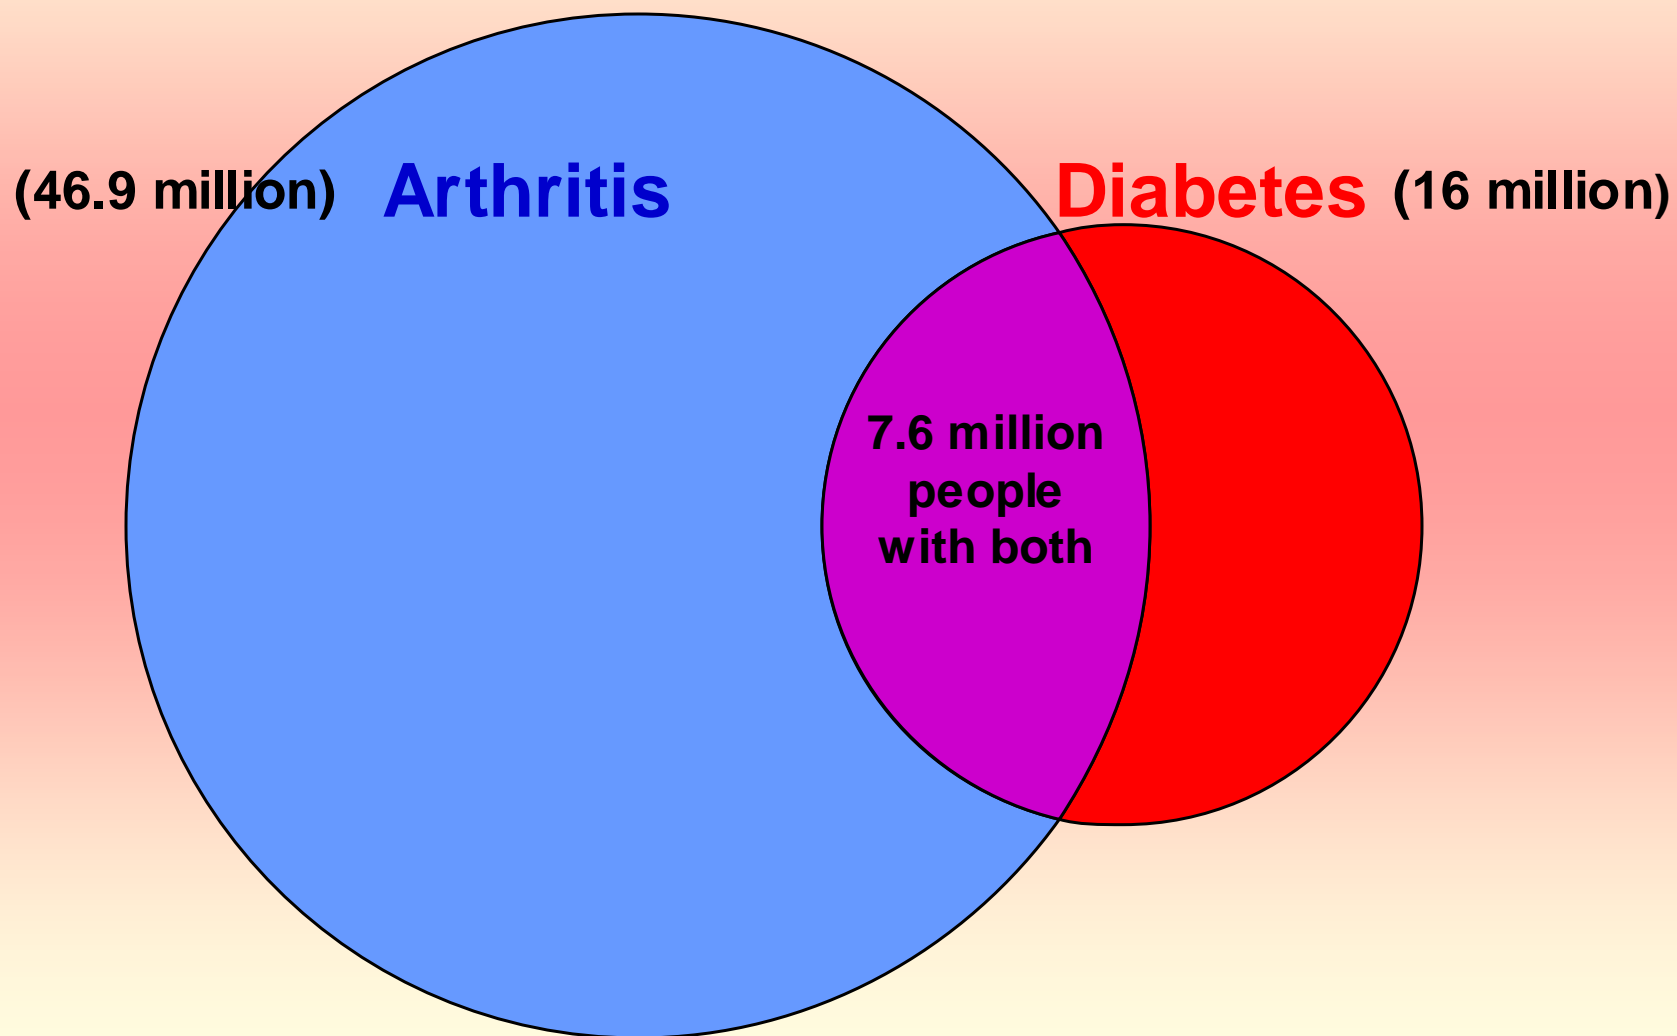 (46.9 million) Arthritis Diabetes (16 million)
7.6 million
people
with both